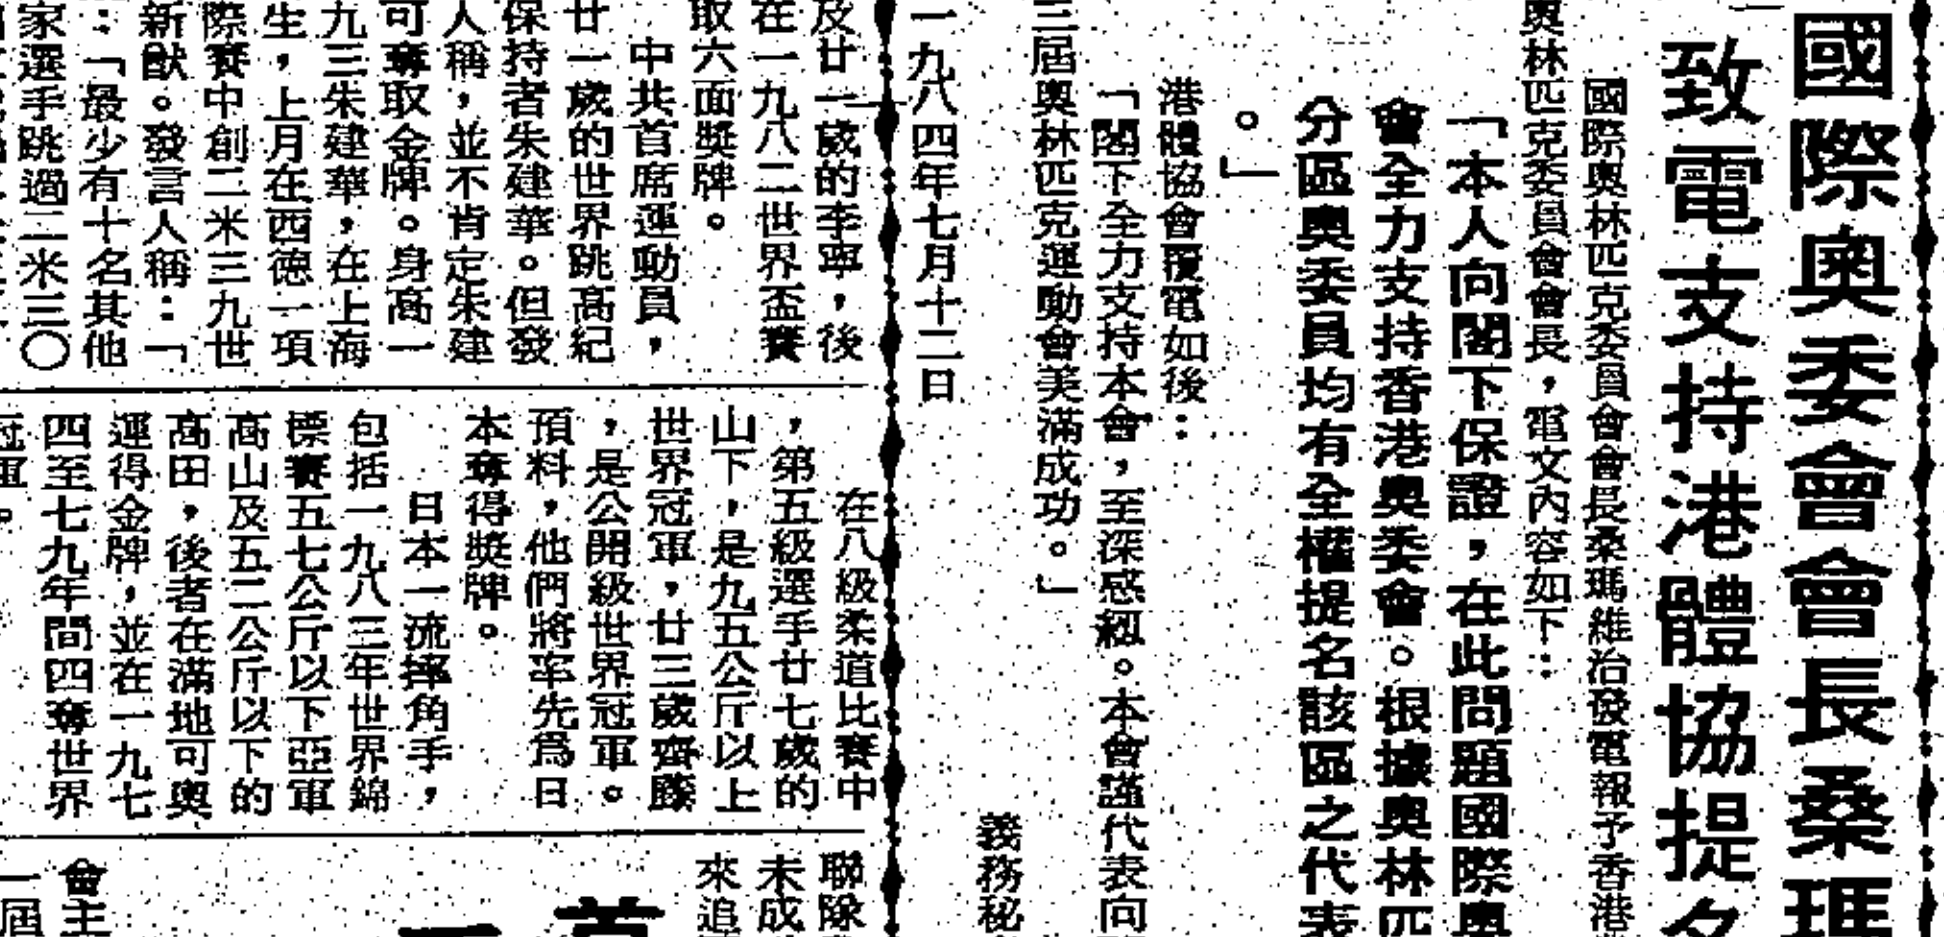 國際奧委會會長桑瑪
致電支持港體協提名
國際奧林匹克委員會會長桑瑪維治發電報予香港
奧林匹克委員會會長，電文內容如下：
「本人向閣下保證，在此問題國際奧
會全力支持香港奧委會。根據奧林匹
分區奧委員均有全權提名該區之代表
。」
港體協會覆電如後：
「閣下全力支持本會，至深感紉。本會謹代表向
三屆奧林匹克運動會美滿成功。」
義務秘
一九八四年七月十二日
及廿一歲的李寧，後
在一九八二世界盃賽
取六面獎牌。
中共首席運動員，
廿一歲的世界跳高紀
保持者朱建華。但發
人稱，並不肯定朱建
可奪取金牌。身高一
九三朱建華，在上海
生，上月在西德一項
際賽中創二米三九世
新猷。發言人稱：「
：「最少有十名其他
家選手跳過二米三〇
在八級柔道比賽中
，第五級選手廿七歲的
山下，是九五公斤以上
世界冠軍，廿三歲齊藤
，是公開級世界冠軍。
預料，他們將率先為日
本奪得獎牌。
日本一流摔角手，
包括一九八三年世界錦
標賽五七公斤以下亞軍
高山及五二公斤以下的
高田，後者在滿地可奧
運得金牌，並在一九七
四至七九年間四奪世界
冠軍。
聯隊
未成
來追
會主
一屆